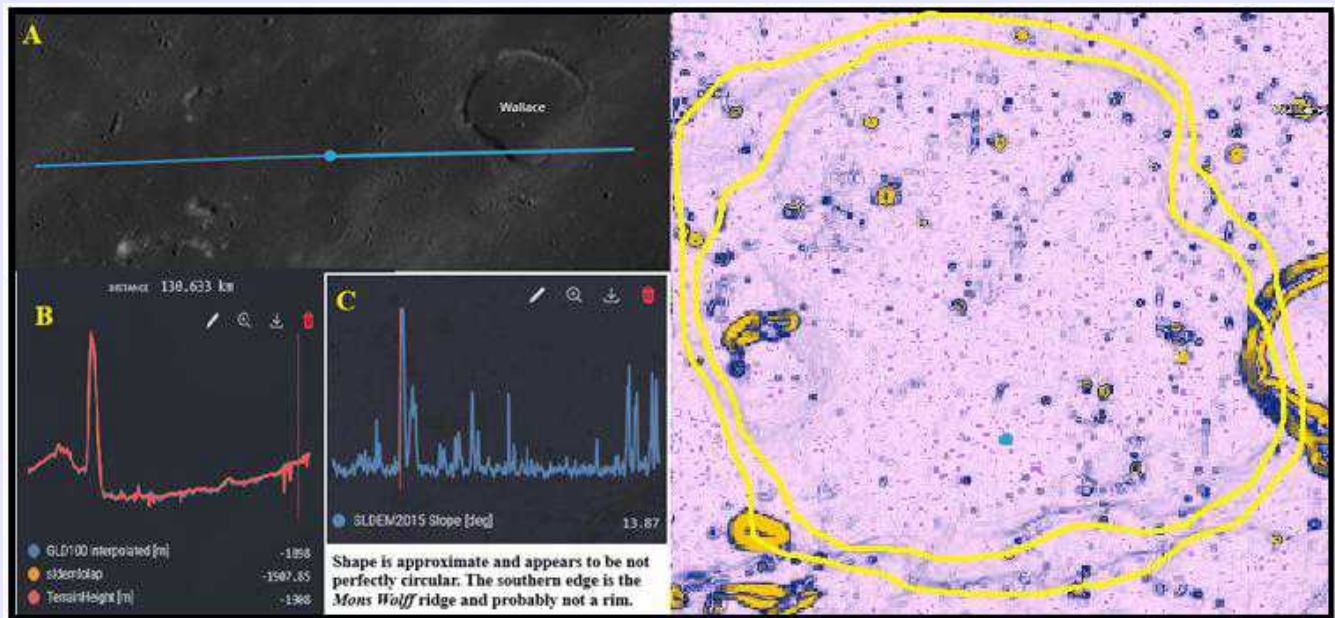 A
Wallace
DISTANCE 130.633 km
B
GLD100 Interpolated [m] -1898
sldemiolap -1907.85
TerrainHeight [m] -1908
C
SLDEM2015 Slope [deg] 13.87
Shape is approximate and appears to be not
perfectly circular. The southern edge is the
Mons Wolff ridge and probably not a rim.